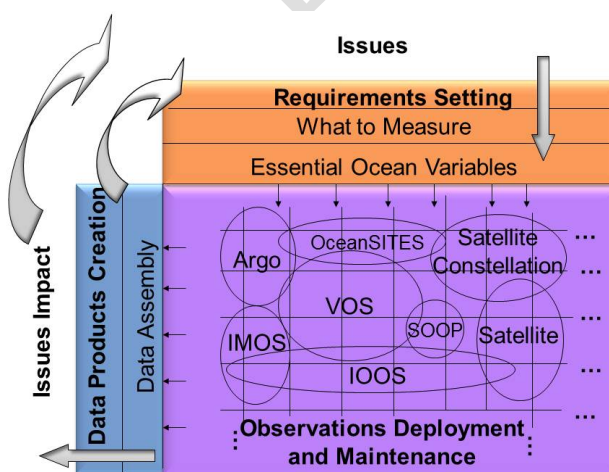 Issues
Requirements Setting
What to Measure
Essential Ocean Variables
Issues Impact
Data Products Creation
Data Assembly
Argo
OceanSITES
Satellite
Constellation
...
VOS
...
IMOS
SOOP
Satellite
...
IOOS
...
...
Observations Deployment
and Maintenance
...
...